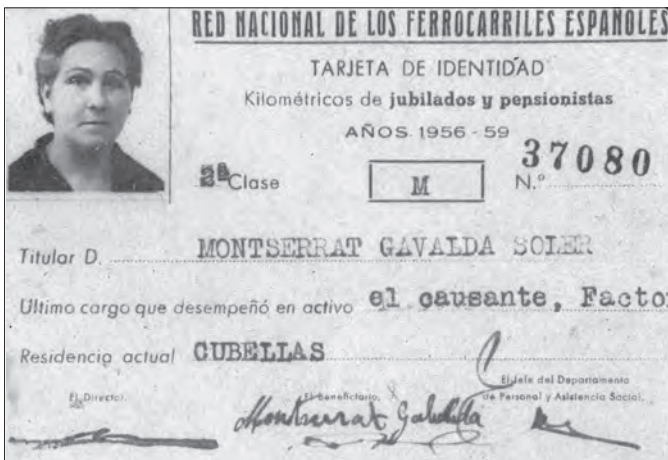 RED NACIONAL DE LOS FERROCARRILES ESPAÑOLES
TARJETA DE IDENTIDAD
Kilométricos de jubilados y pensionistas
AÑOS 1956-59
2ª Clase M N.º 37080
Titular D. MONTSERRAT GAVALDA SOLER
Ultimo cargo que desempeñó en activo el causante, Facto
Residencia actual CUBELLAS
El Director, El Beneficiario, El Jefe del Departamento
de Personal y Asistencia Social,
Montserrat Gabaldá